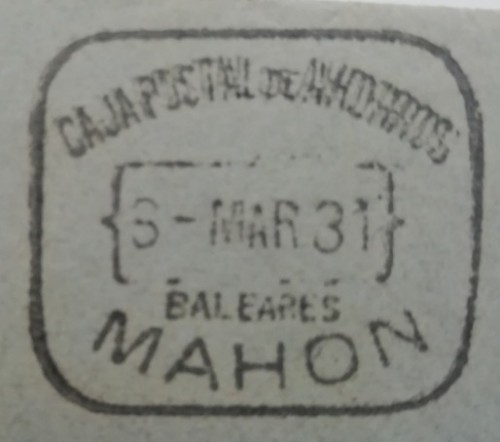 CAJA POSTAL DE AHORROS
6-MAR 31
BALEARES
MAHON